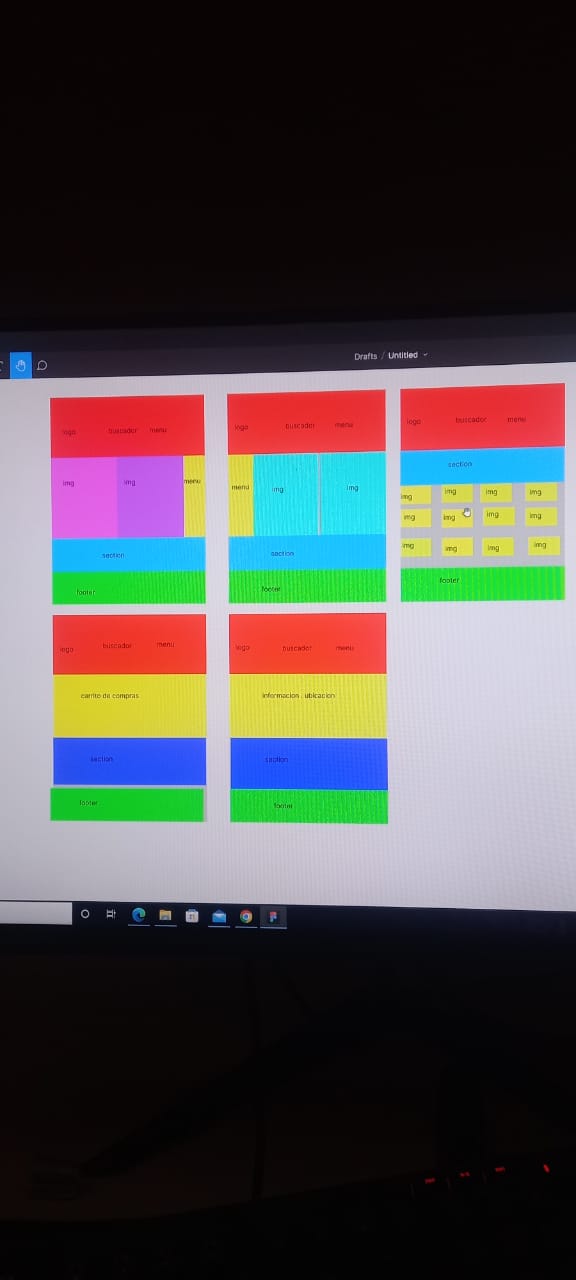 Drafts / Untitled
logo buscador menu
img img menu
section
footer
logo buscador menu
menu img img
section
footer
logo buscador menu
section
img img img img
img img img img
img img img img
footer
logo buscador menu
carrito de compras
section
footer
logo buscador menu
informacion . ubicacion
section
footer